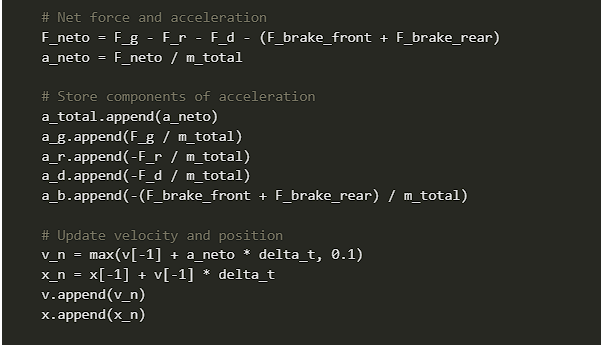 # Net force and acceleration
F_neto = F_g - F_r - F_d - (F_brake_front + F_brake_rear)
a_neto = F_neto / m_total
# Store components of acceleration
a_total.append(a_neto)
a_g.append(F_g / m_total)
a_r.append(-F_r / m_total)
a_d.append(-F_d / m_total)
a_b.append(-(F_brake_front + F_brake_rear) / m_total)
# Update velocity and position
v_n = max(v[-1] + a_neto * delta_t, 0.1)
x_n = x[-1] + v[-1] * delta_t
v.append(v_n)
x.append(x_n)